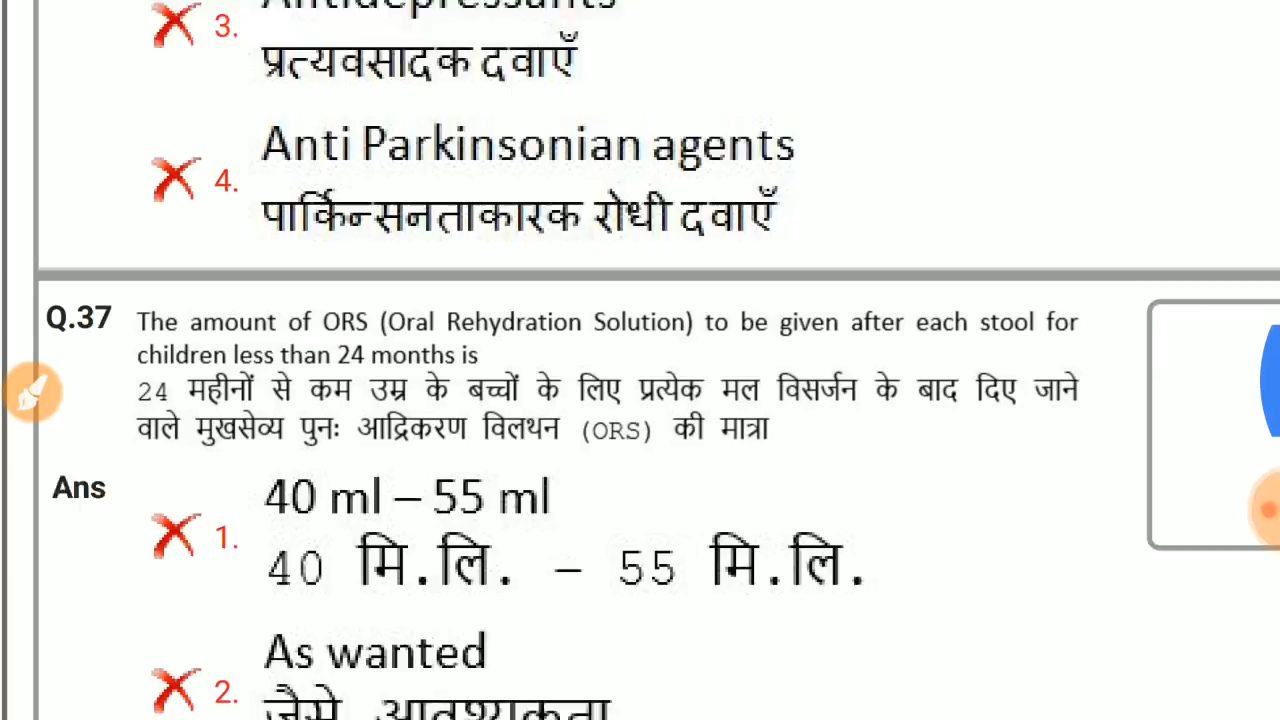 Antidepressants
3.
प्रत्यवसादक दवाएँ
Anti Parkinsonian agents
4.
पार्किन्सनताकारक रोधी दवाएँ
Q.37 The amount of ORS (Oral Rehydration Solution) to be given after each stool for
children less than 24 months is
24 महीनों से कम उम्र के बच्चों के लिए प्रत्येक मल विसर्जन के बाद दिए जाने
वाले मुखसेव्य पुनः आद्रिकरण विलथन (ORS) की मात्रा
Ans
40 ml – 55 ml
1.
40 मि.लि. – 55 मि.लि.
As wanted
2.
जैसे आवश्यकता